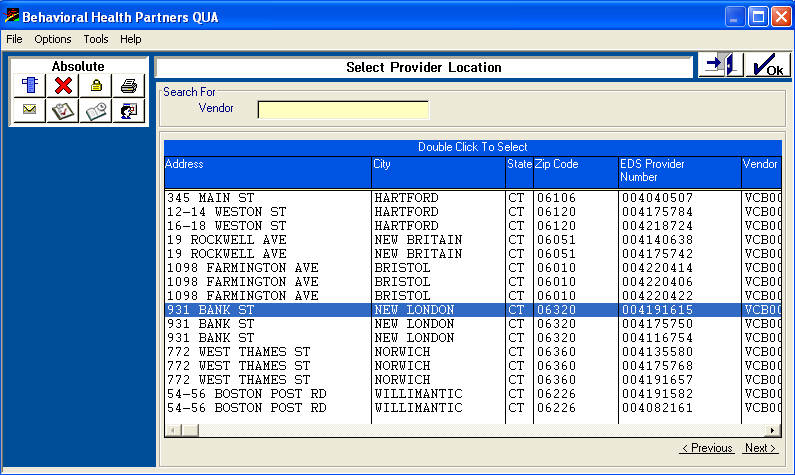 Behavioral Health Partners QUA
File Options Tools Help
Absolute
Select Provider Location
Ok
Search For
Vendor
Double Click To Select
Address City State Zip Code EDS Provider Number Vendor
345 MAIN ST HARTFORD CT 06106 004040507 VCB00
12-14 WESTON ST HARTFORD CT 06120 004175784 VCB00
16-18 WESTON ST HARTFORD CT 06120 004218724 VCB00
19 ROCKWELL AVE NEW BRITAIN CT 06051 004140638 VCB00
19 ROCKWELL AVE NEW BRITAIN CT 06051 004175742 VCB00
1098 FARMINGTON AVE BRISTOL CT 06010 004220414 VCB00
1098 FARMINGTON AVE BRISTOL CT 06010 004220406 VCB00
1098 FARMINGTON AVE BRISTOL CT 06010 004220422 VCB00
931 BANK ST NEW LONDON CT 06320 004191615 VCB00
931 BANK ST NEW LONDON CT 06320 004175750 VCB00
931 BANK ST NEW LONDON CT 06320 004116754 VCB00
772 WEST THAMES ST NORWICH CT 06360 004135580 VCB00
772 WEST THAMES ST NORWICH CT 06360 004175768 VCB00
772 WEST THAMES ST NORWICH CT 06360 004191657 VCB00
54-56 BOSTON POST RD WILLIMANTIC CT 06226 004191582 VCB00
54-56 BOSTON POST RD WILLIMANTIC CT 06226 004082161 VCB00
< Previous Next >